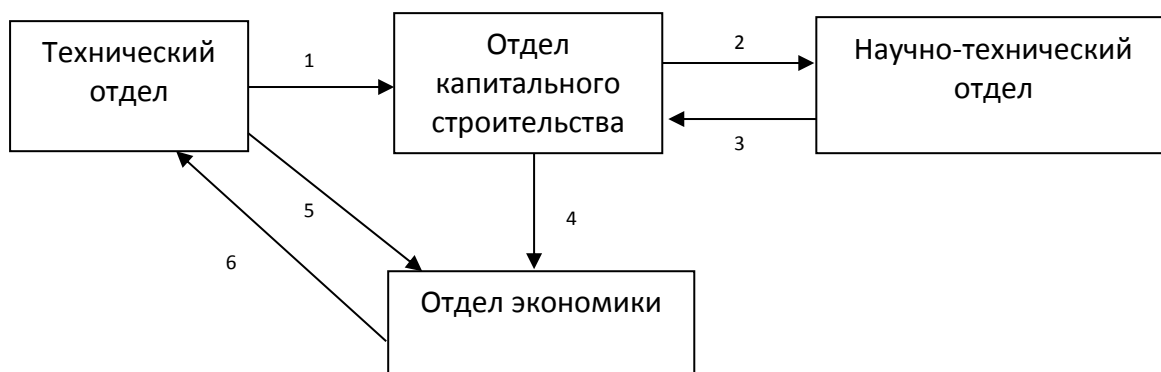 Технический
отдел
1
Отдел
капитального
строительства
2
3
Научно-технический
отдел
4
5
6
Отдел экономики